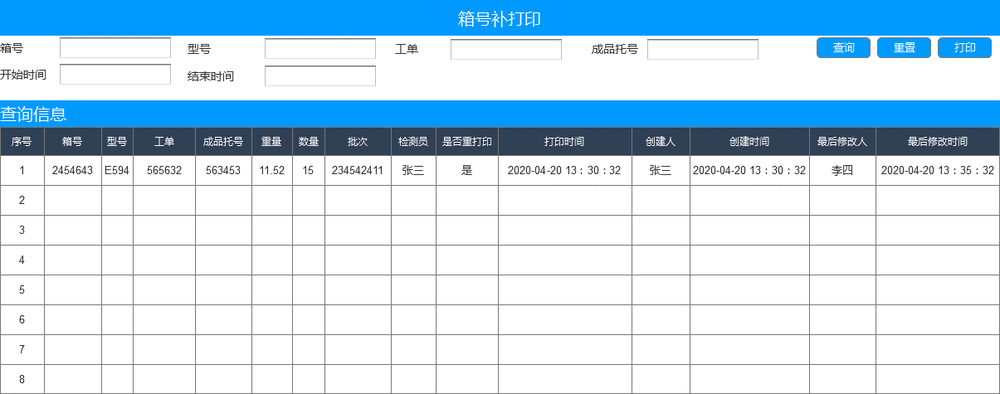 箱号补打印
箱号 型号 工单 成品托号 查询 重置 打印
开始时间 结束时间
查询信息
序号 箱号 型号 工单 成品托号 重量 数量 批次 检测员 是否重打印 打印时间 创建人 创建时间 最后修改人 最后修改时间
1 2454643 E594 565632 563453 11.52 15 234542411 张三 是 2020-04-20 13：30：32 张三 2020-04-20 13：30：32 李四 2020-04-20 13：35：32
2
3
4
5
6
7
8